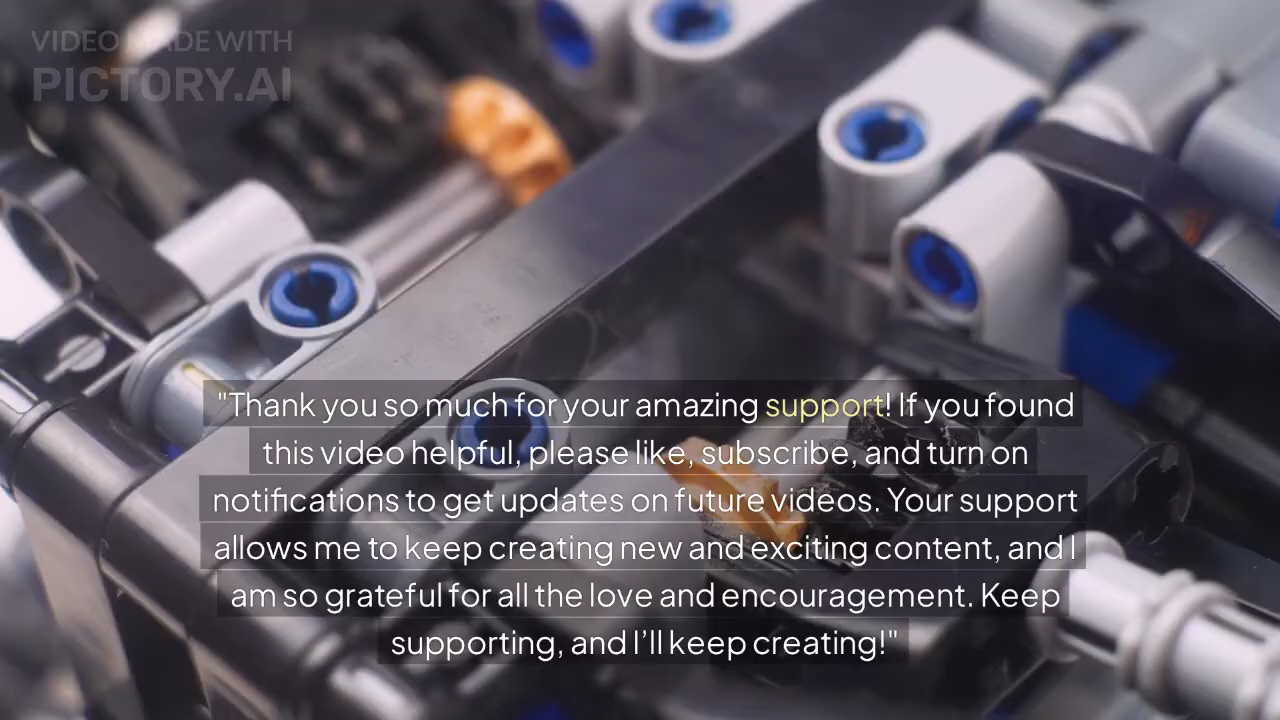 VIDEO MADE WITH
PICTORY.AI
"Thank you so much for your amazing support! If you found
this video helpful, please like, subscribe, and turn on
notifications to get updates on future videos. Your support
allows me to keep creating new and exciting content, and I
am so grateful for all the love and encouragement. Keep
supporting, and I’ll keep creating!"